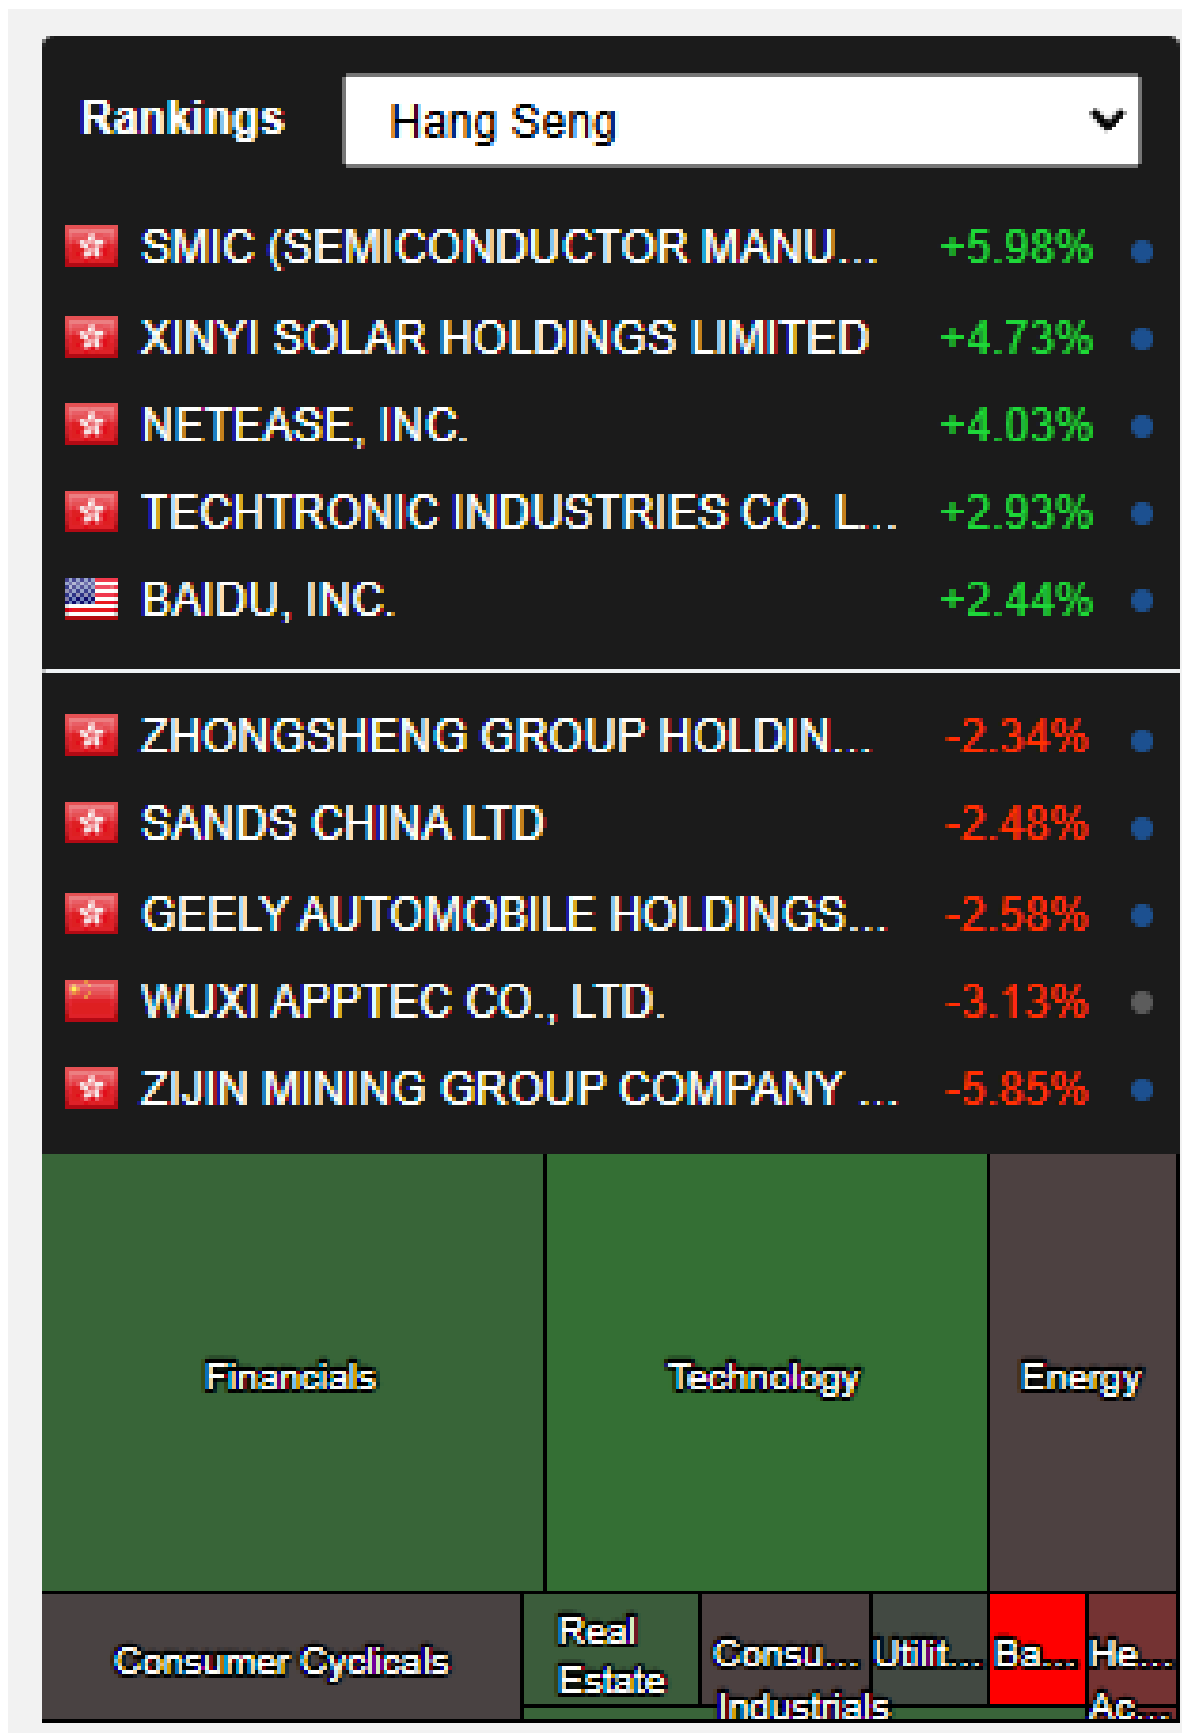 Rankings
Hang Seng
SMIC (SEMICONDUCTOR MANU... +5.98%
XINYI SOLAR HOLDINGS LIMITED +4.73%
NETEASE, INC. +4.03%
TECHTRONIC INDUSTRIES CO. L... +2.93%
BAIDU, INC. +2.44%
ZHONGSHENG GROUP HOLDIN... -2.34%
SANDS CHINA LTD -2.48%
GEELY AUTOMOBILE HOLDINGS... -2.58%
WUXI APPTEC CO., LTD. -3.13%
ZIJIN MINING GROUP COMPANY ... -5.85%
Financials
Technology
Energy
Consumer Cyclicals
Real
Estate
Consu...
Utilit...
Ba...
He...
Industrials
Ac...